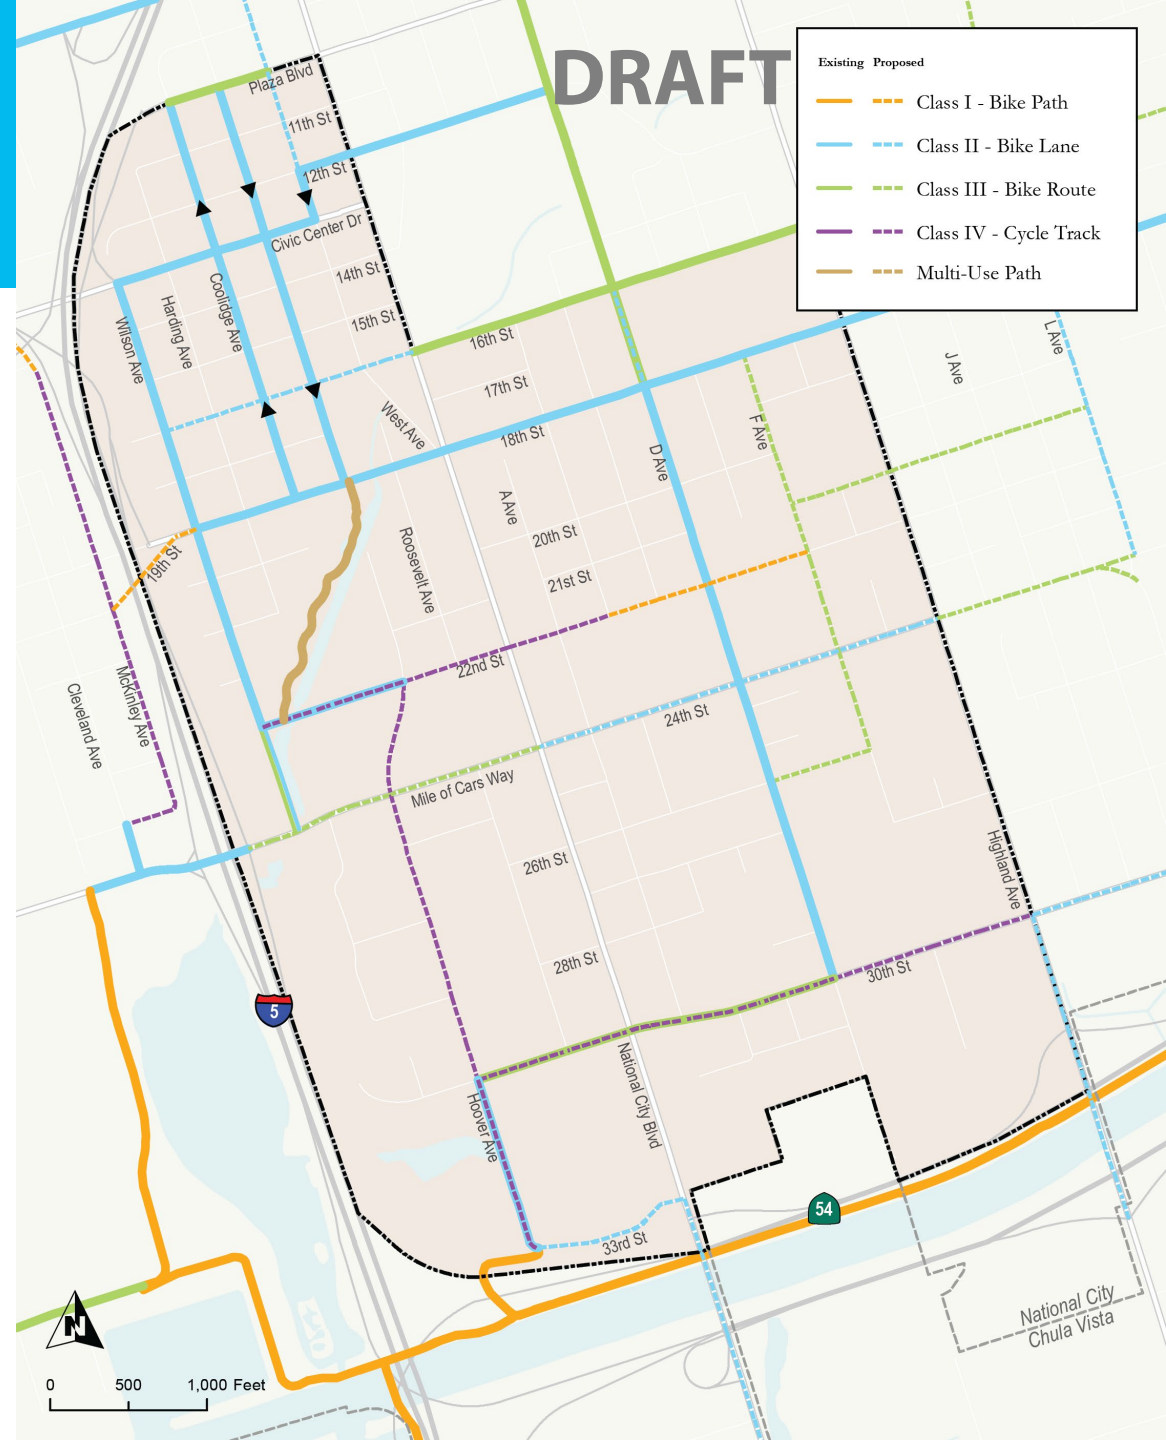 DRAFT
Existing Proposed
Class I - Bike Path
Class II - Bike Lane
Class III - Bike Route
Class IV - Cycle Track
Multi-Use Path
Plaza Blvd
11th St
12th St
Civic Center Dr
14th St
15th St
16th St
17th St
18th St
Wilson Ave
Harding Ave
Coolidge Ave
West Ave
L Ave
J Ave
F Ave
D Ave
A Ave
Roosevelt Ave
19th St
20th St
21st St
22nd St
24th St
Mile of Cars Way
McKinley Ave
Cleveland Ave
26th St
28th St
30th St
Highland Ave
5
National City Blvd
Hoover Ave
33rd St
54
National City
Chula Vista
N
0 500 1,000 Feet